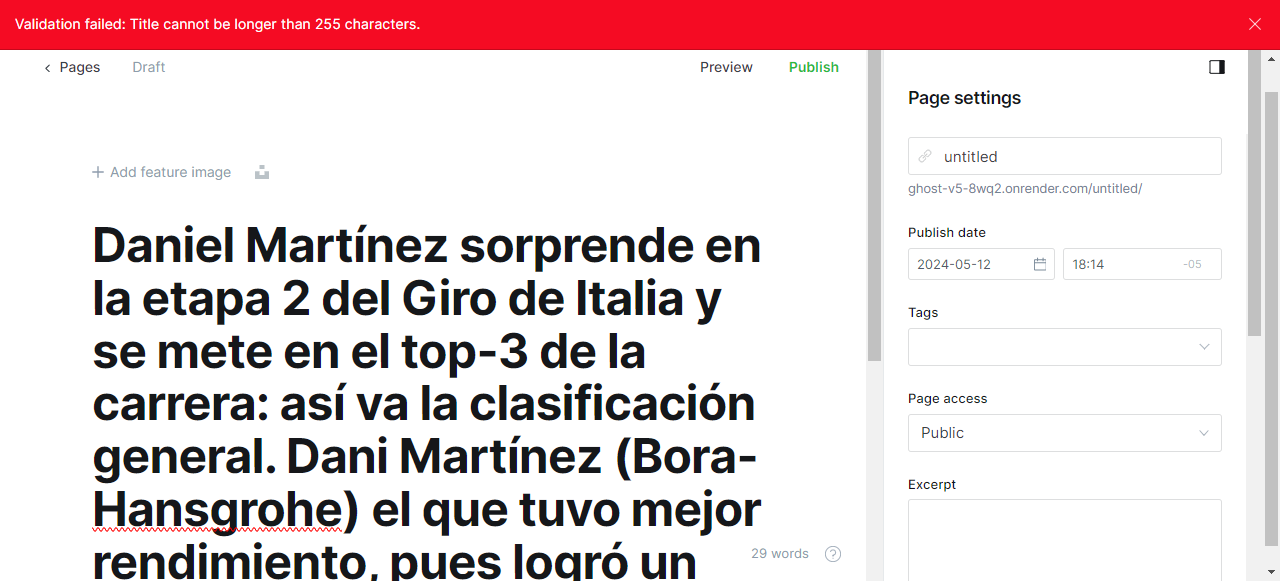 Validation failed: Title cannot be longer than 255 characters.
Pages
Draft
Preview
Publish
Add feature image
Daniel Martínez sorprende en
la etapa 2 del Giro de Italia y
se mete en el top-3 de la
carrera: así va la clasificación
general. Dani Martínez (Bora-
Hansgrohe) el que tuvo mejor
rendimiento, pues logró un
29 words
?
Page settings
untitled
ghost-v5-8wq2.onrender.com/untitled/
Publish date
2024-05-12
18:14
-05
Tags
Page access
Public
Excerpt